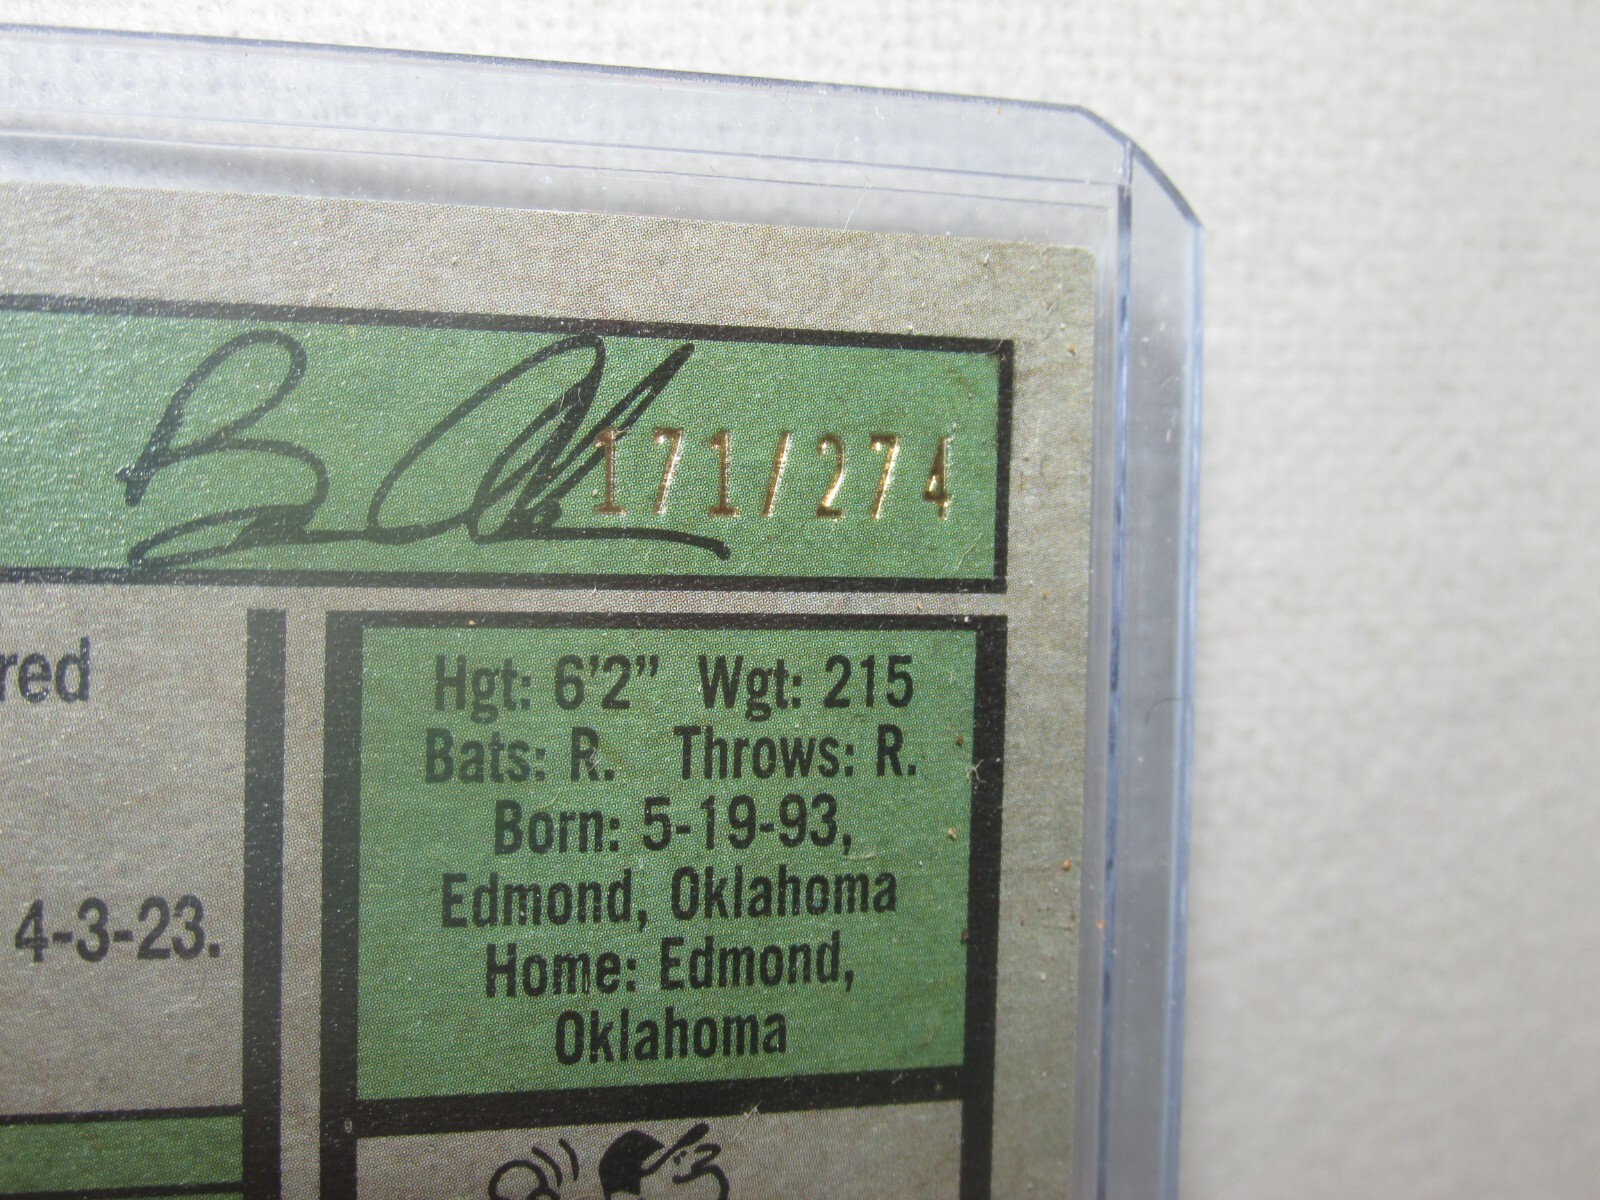 171/274
red
4-3-23.
Hgt: 6'2” Wgt: 215
Bats: R. Throws: R.
Born: 5-19-93,
Edmond, Oklahoma
Home: Edmond,
Oklahoma